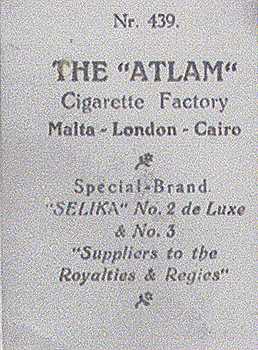 Nr. 439.
THE "ATLAM"
Cigarette Factory
Malta - London - Cairo
Special-Brand
"SELIKA" No. 2 de Luxe
& No. 3
"Suppliers to the
Royalties & Regies"